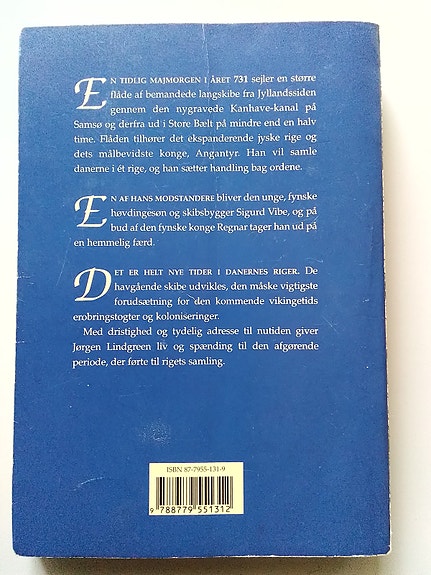 EN TIDLIG MAJMORGEN I ÅRET 731 sejler en større
flåde af bemandede langskibe fra Jyllandssiden
gennem den nygravede Kanhave-kanal på
Samsø og derfra ud i Store Bælt på mindre end en halv
time. Flåden tilhører det ekspanderende jyske rige og
dets målbevidste konge, Angantyr. Han vil samle
danerne i ét rige, og han sætter handling bag ordene.
EN AF HANS MODSTANDERE bliver den unge, fynske
høvdingesøn og skibsbygger Sigurd Vibe, og på
bud af den fynske konge Regnar tager han ud på
en hemmelig færd.
DET ER HELT NYE TIDER I DANERNES RIGER. De
havgående skibe udvikles, den måske vigtigste
forudsætning for den kommende vikingetids
erobringstogter og koloniseringer.
Med dristighed og tydelig adresse til nutiden giver
Jørgen Lindgreen liv og spænding til den afgørende
periode, der førte til rigets samling.
ISBN 87-7955-131-9
9 788779 551312